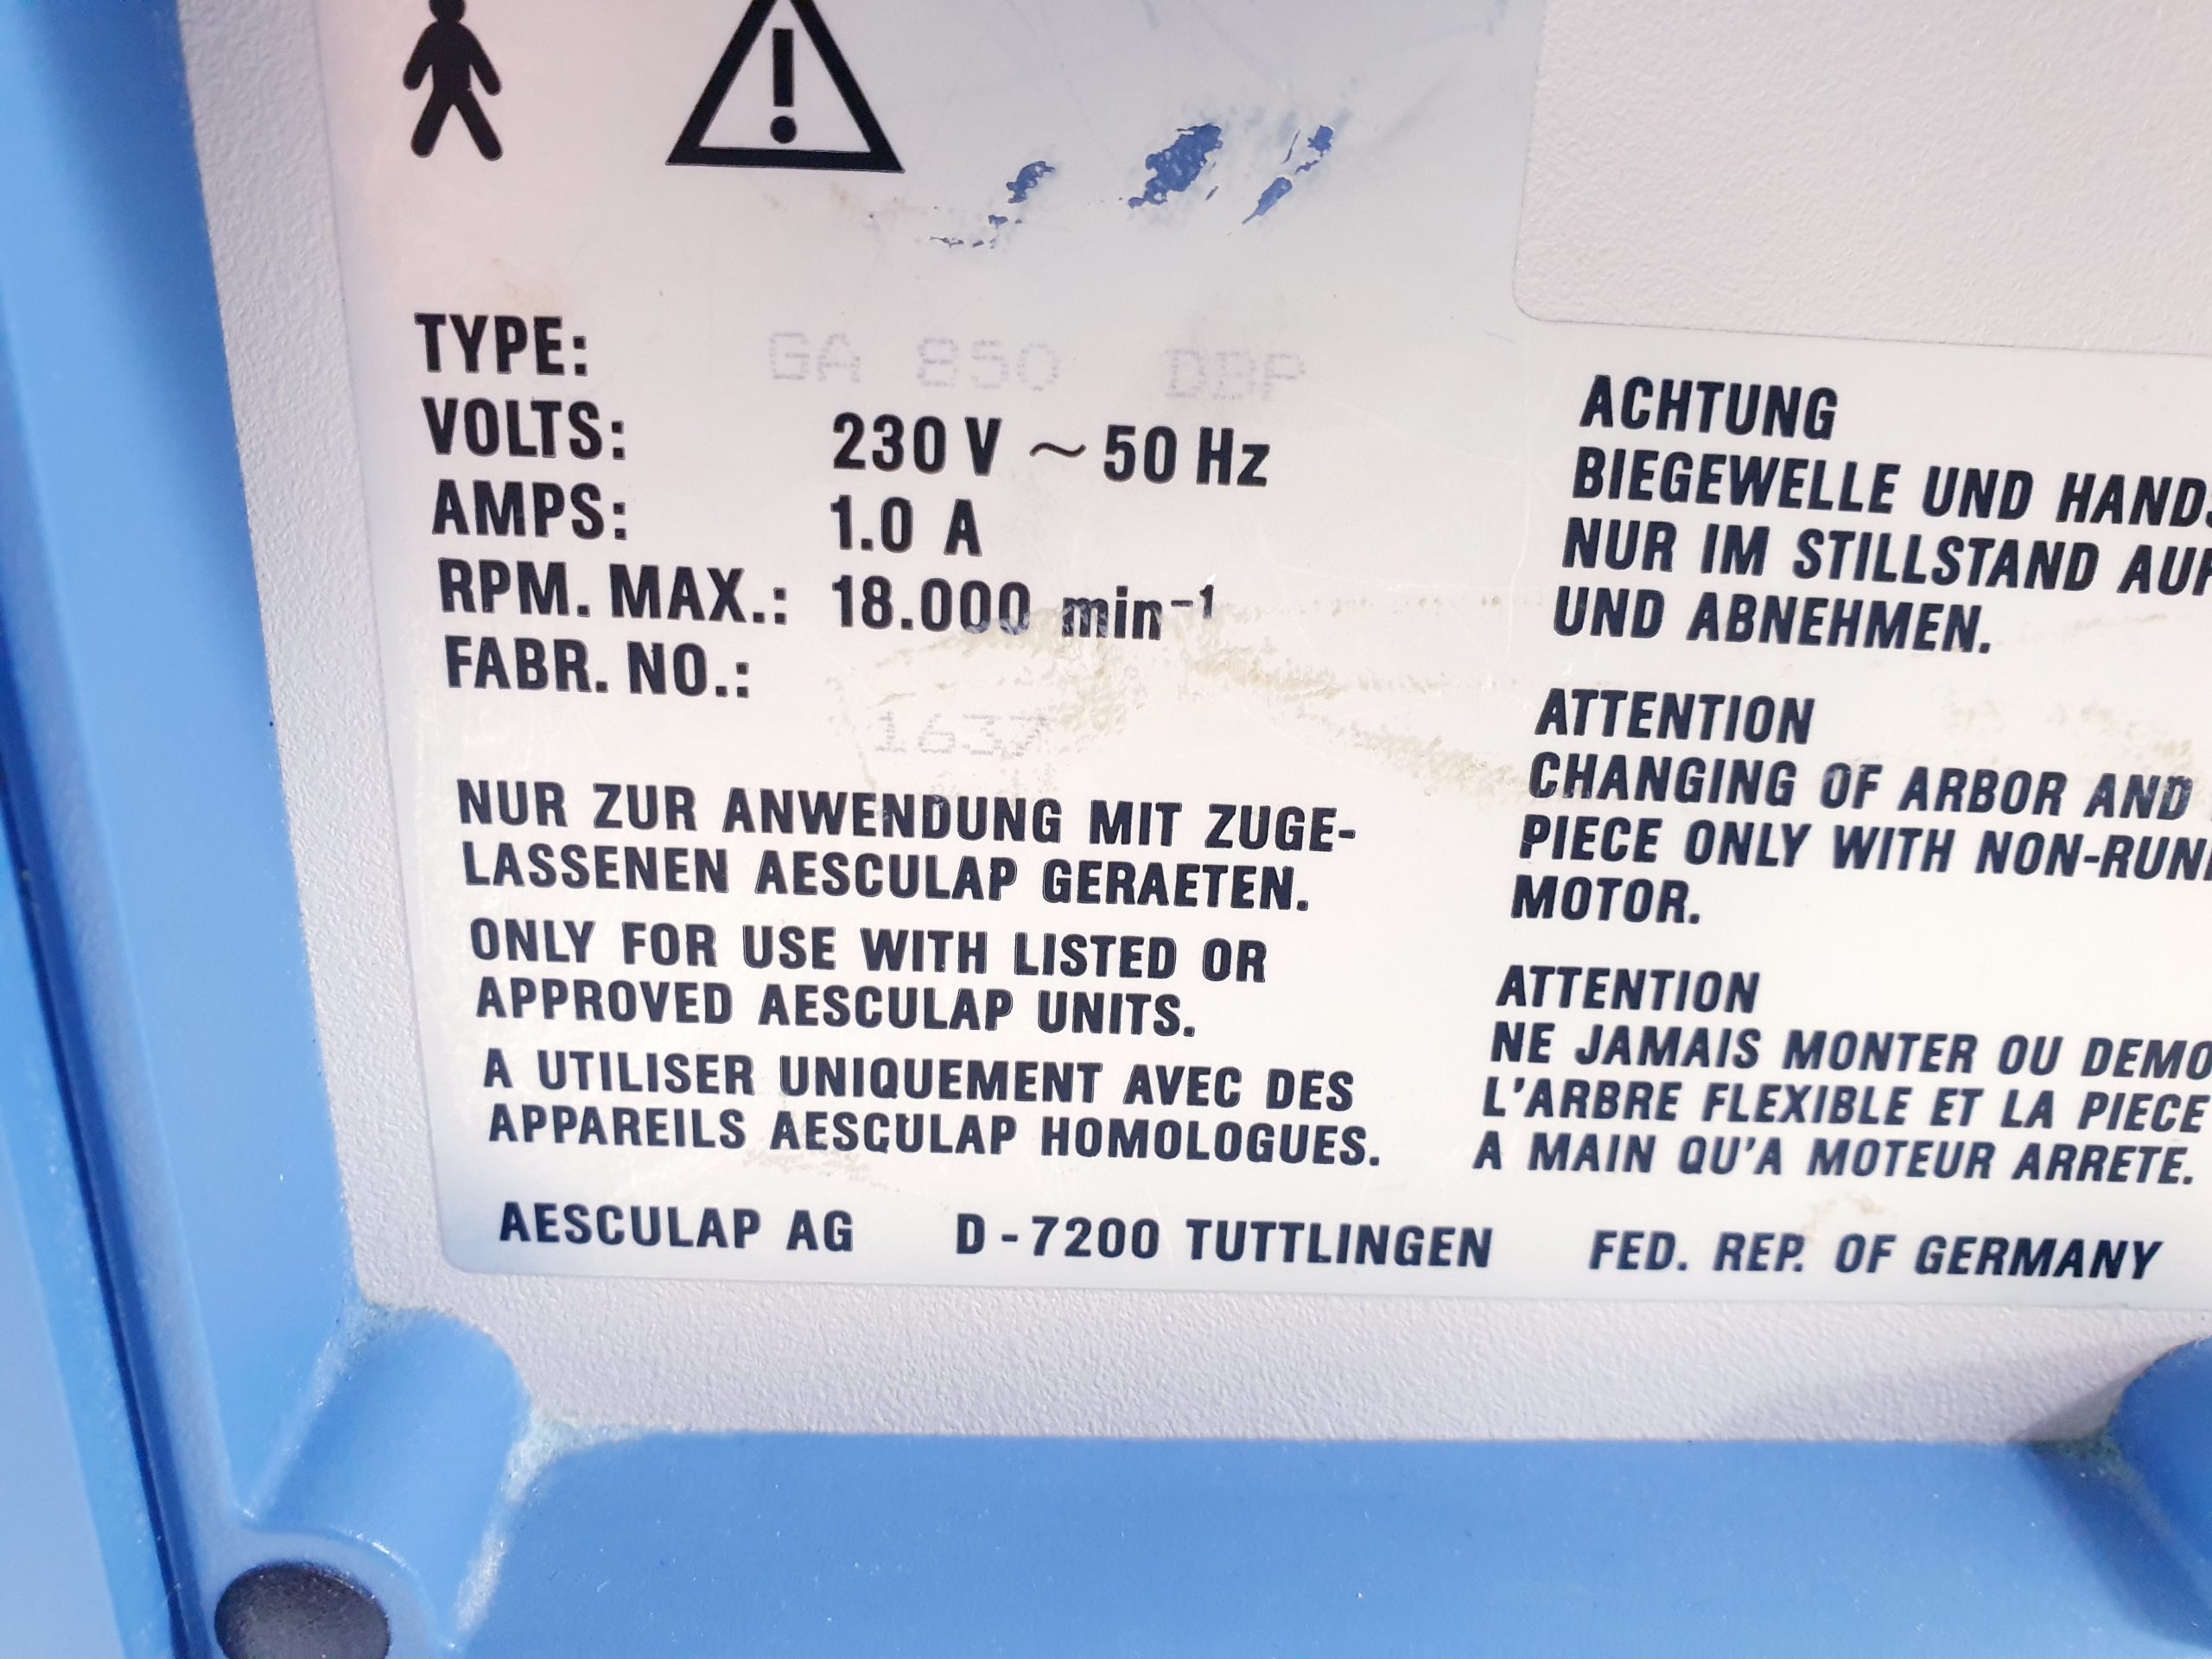 TYPE: GA 850 DBP
VOLTS: 230 V ~ 50 Hz
AMPS: 1.0 A
RPM. MAX.: 18.000 min⁻¹
FABR. NO.:
1637
NUR ZUR ANWENDUNG MIT ZUGE-
LASSENEN AESCULAP GERAETEN.
ONLY FOR USE WITH LISTED OR
APPROVED AESCULAP UNITS.
A UTILISER UNIQUEMENT AVEC DES
APPAREILS AESCULAP HOMOLOGUES.
ACHTUNG
BIEGEWELLE UND HANDS
NUR IM STILLSTAND AUF
UND ABNEHMEN.
ATTENTION
CHANGING OF ARBOR AND
PIECE ONLY WITH NON-RUNN
MOTOR.
ATTENTION
NE JAMAIS MONTER OU DEMO
L'ARBRE FLEXIBLE ET LA PIECE
A MAIN QU'A MOTEUR ARRETE.
AESCULAP AG D-7200 TUTTLINGEN FED. REP. OF GERMANY